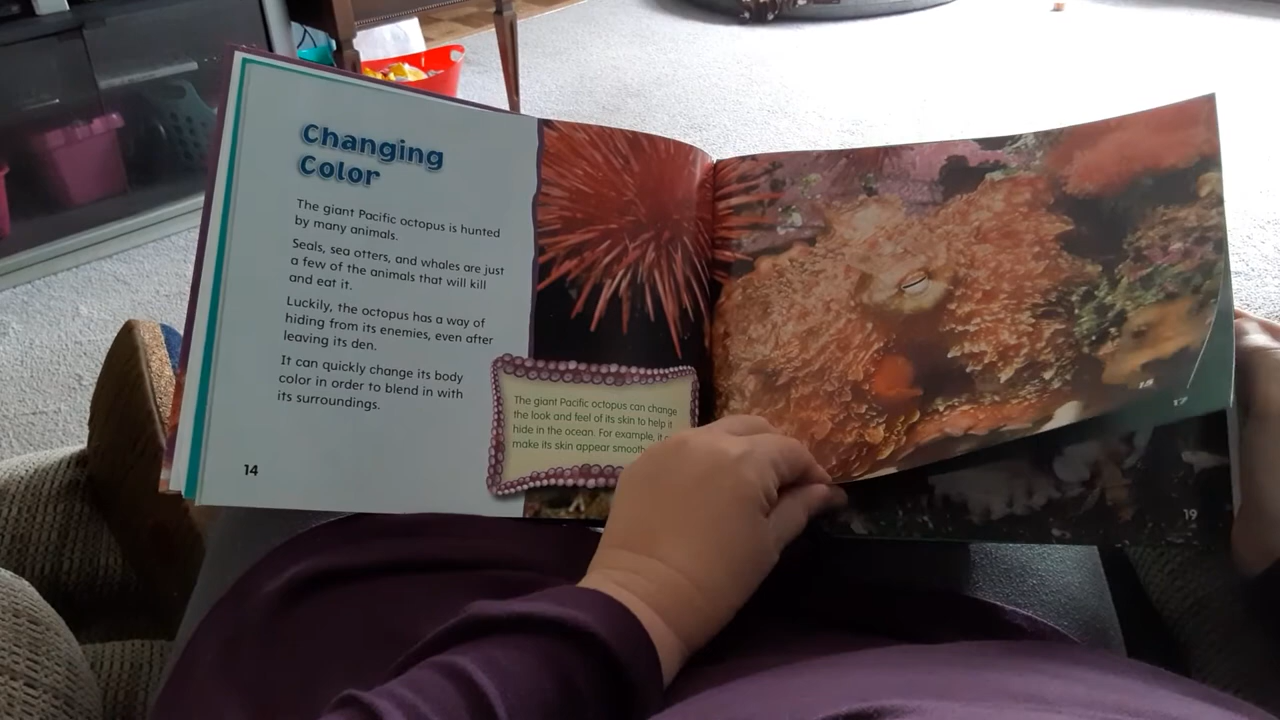 Changing
Color
The giant Pacific octopus is hunted
by many animals.
Seals, sea otters, and whales are just
a few of the animals that will kill
and eat it.
Luckily, the octopus has a way of
hiding from its enemies, even after
leaving its den.
It can quickly change its body
color in order to blend in with
its surroundings.
14
The giant Pacific octopus can change
the look and feel of its skin to help it
hide in the ocean. For example, it
make its skin appear smooth
18
17
19